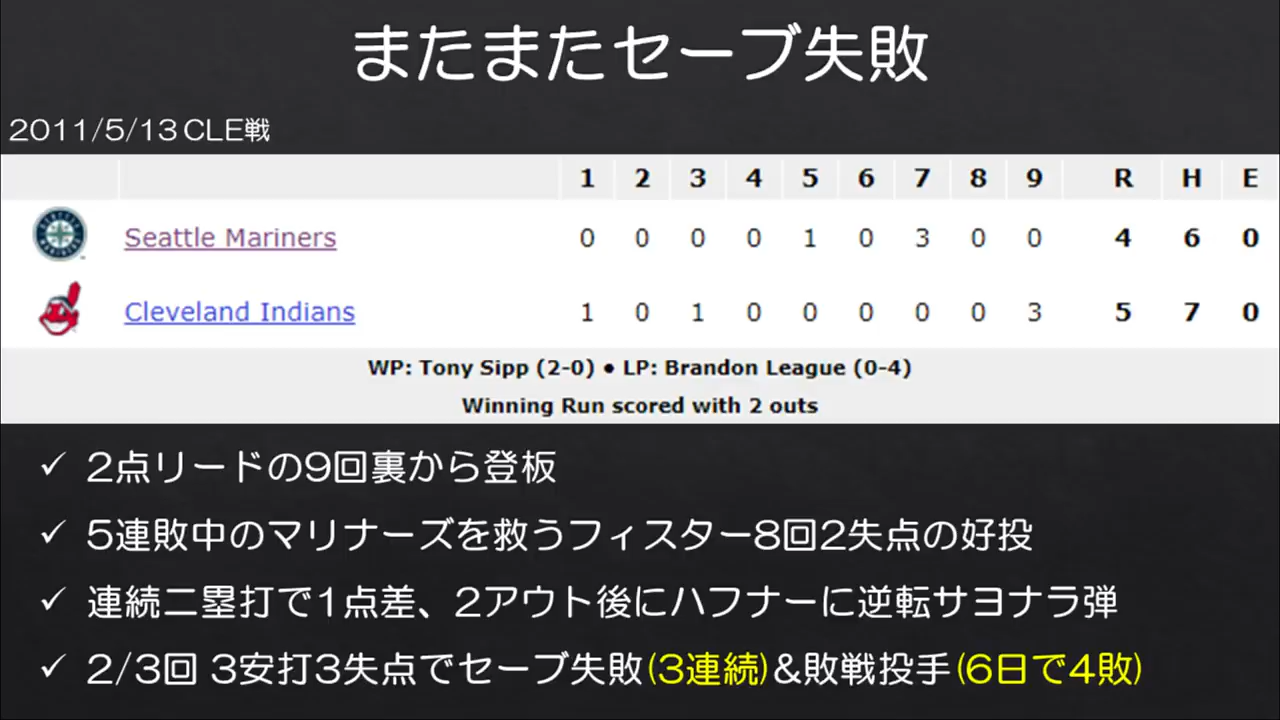 またまたセーブ失敗
2011/5/13 CLE戦
1 2 3 4 5 6 7 8 9 R H E
Seattle Mariners 0 0 0 0 1 0 3 0 0 4 6 0
Cleveland Indians 1 0 1 0 0 0 0 0 3 5 7 0
WP: Tony Sipp (2-0) ● LP: Brandon League (0-4)
Winning Run scored with 2 outs
✓ 2点リードの9回裏から登板
✓ 5連敗中のマリナーズを救うフィスター8回2失点の好投
✓ 連続二塁打で1点差、2アウト後にハフナーに逆転サヨナラ弾
✓ 2/3回 3安打3失点でセーブ失敗(3連続)&敗戦投手(6日で4敗)